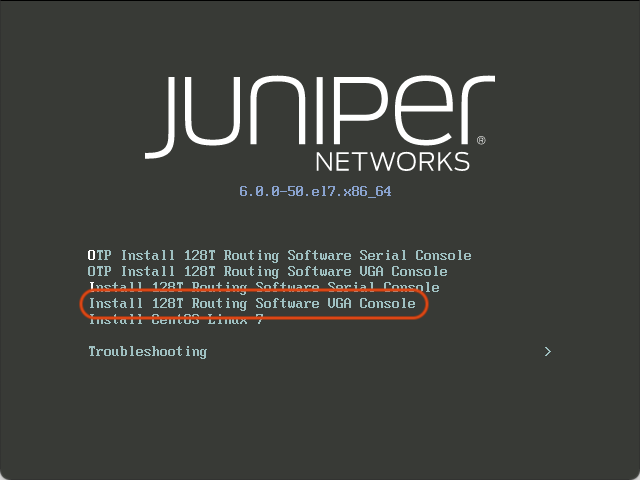 JUNIPER®
NETWORKS
6.0.0-50.el7.x86_64
OTP Install 128T Routing Software Serial Console
OTP Install 128T Routing Software VGA Console
Install 128T Routing Software Serial Console
Install 128T Routing Software VGA Console
Install CentOS Linux 7
Troubleshooting >